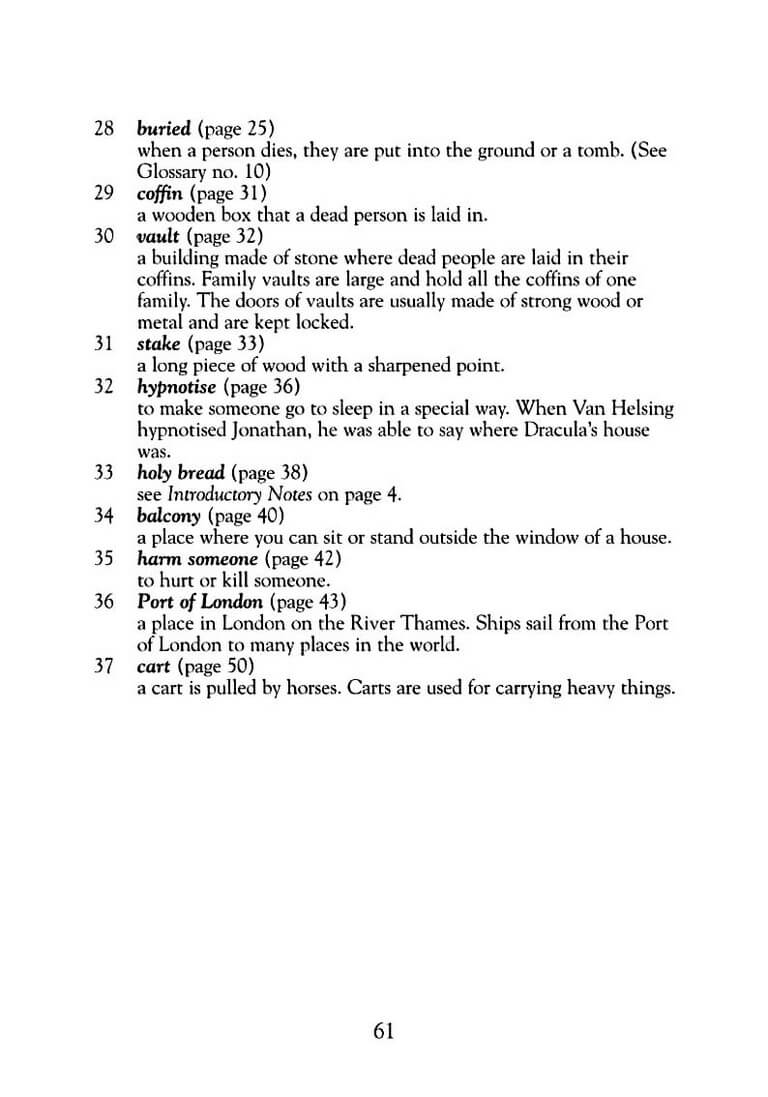 28 buried (page 25)
when a person dies, they are put into the ground or a tomb. (See
Glossary no. 10)
29 coffin (page 31)
a wooden box that a dead person is laid in.
30 vault (page 32)
a building made of stone where dead people are laid in their
coffins. Family vaults are large and hold all the coffins of one
family. The doors of vaults are usually made of strong wood or
metal and are kept locked.
31 stake (page 33)
a long piece of wood with a sharpened point.
32 hypnotise (page 36)
to make someone go to sleep in a special way. When Van Helsing
hypnotised Jonathan, he was able to say where Dracula's house
was.
33 holy bread (page 38)
see Introductory Notes on page 4.
34 balcony (page 40)
a place where you can sit or stand outside the window of a house.
35 harm someone (page 42)
to hurt or kill someone.
36 Port of London (page 43)
a place in London on the River Thames. Ships sail from the Port
of London to many places in the world.
37 cart (page 50)
a cart is pulled by horses. Carts are used for carrying heavy things.
61